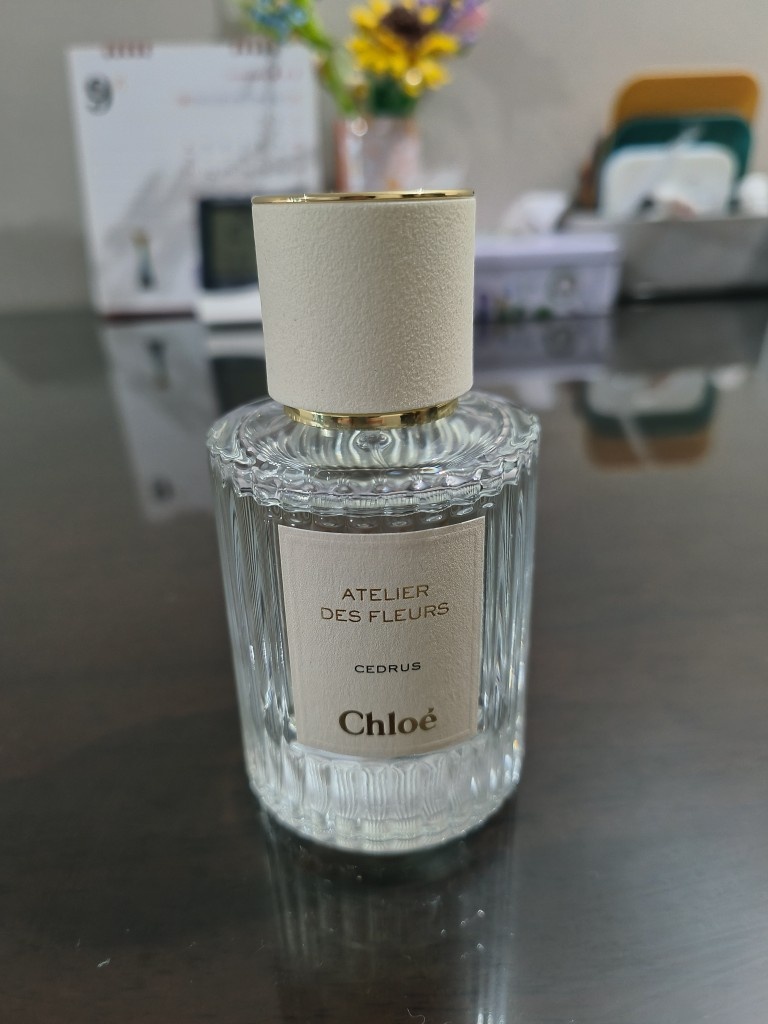 ATELIER
DES FLEURS
CEDRUS
Chloé